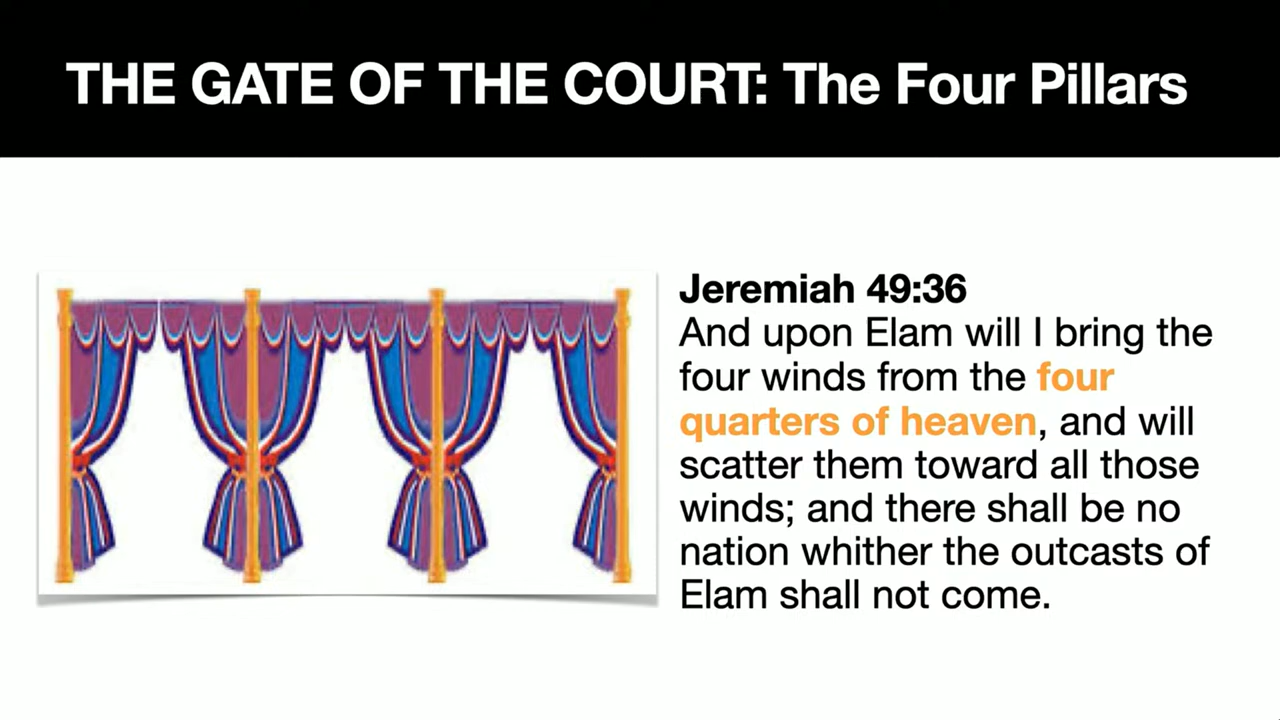 THE GATE OF THE COURT: The Four Pillars
Jeremiah 49:36
And upon Elam will I bring the
four winds from the four
quarters of heaven, and will
scatter them toward all those
winds; and there shall be no
nation whither the outcasts of
Elam shall not come.